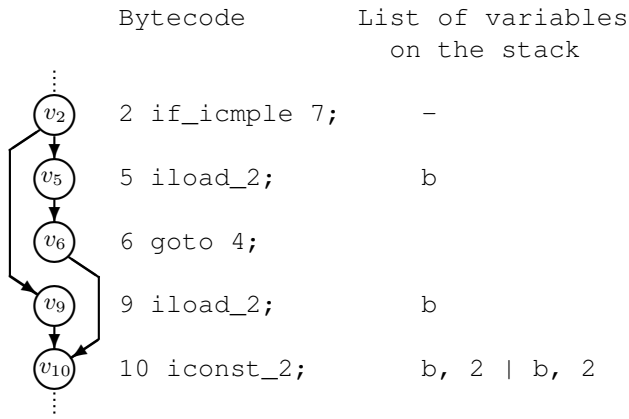 Bytecode List of variables
on the stack
v2 2 if_icmple 7; –
v5 5 iload_2; b
v6 6 goto 4;
v9 9 iload_2; b
v10 10 iconst_2; b, 2 | b, 2